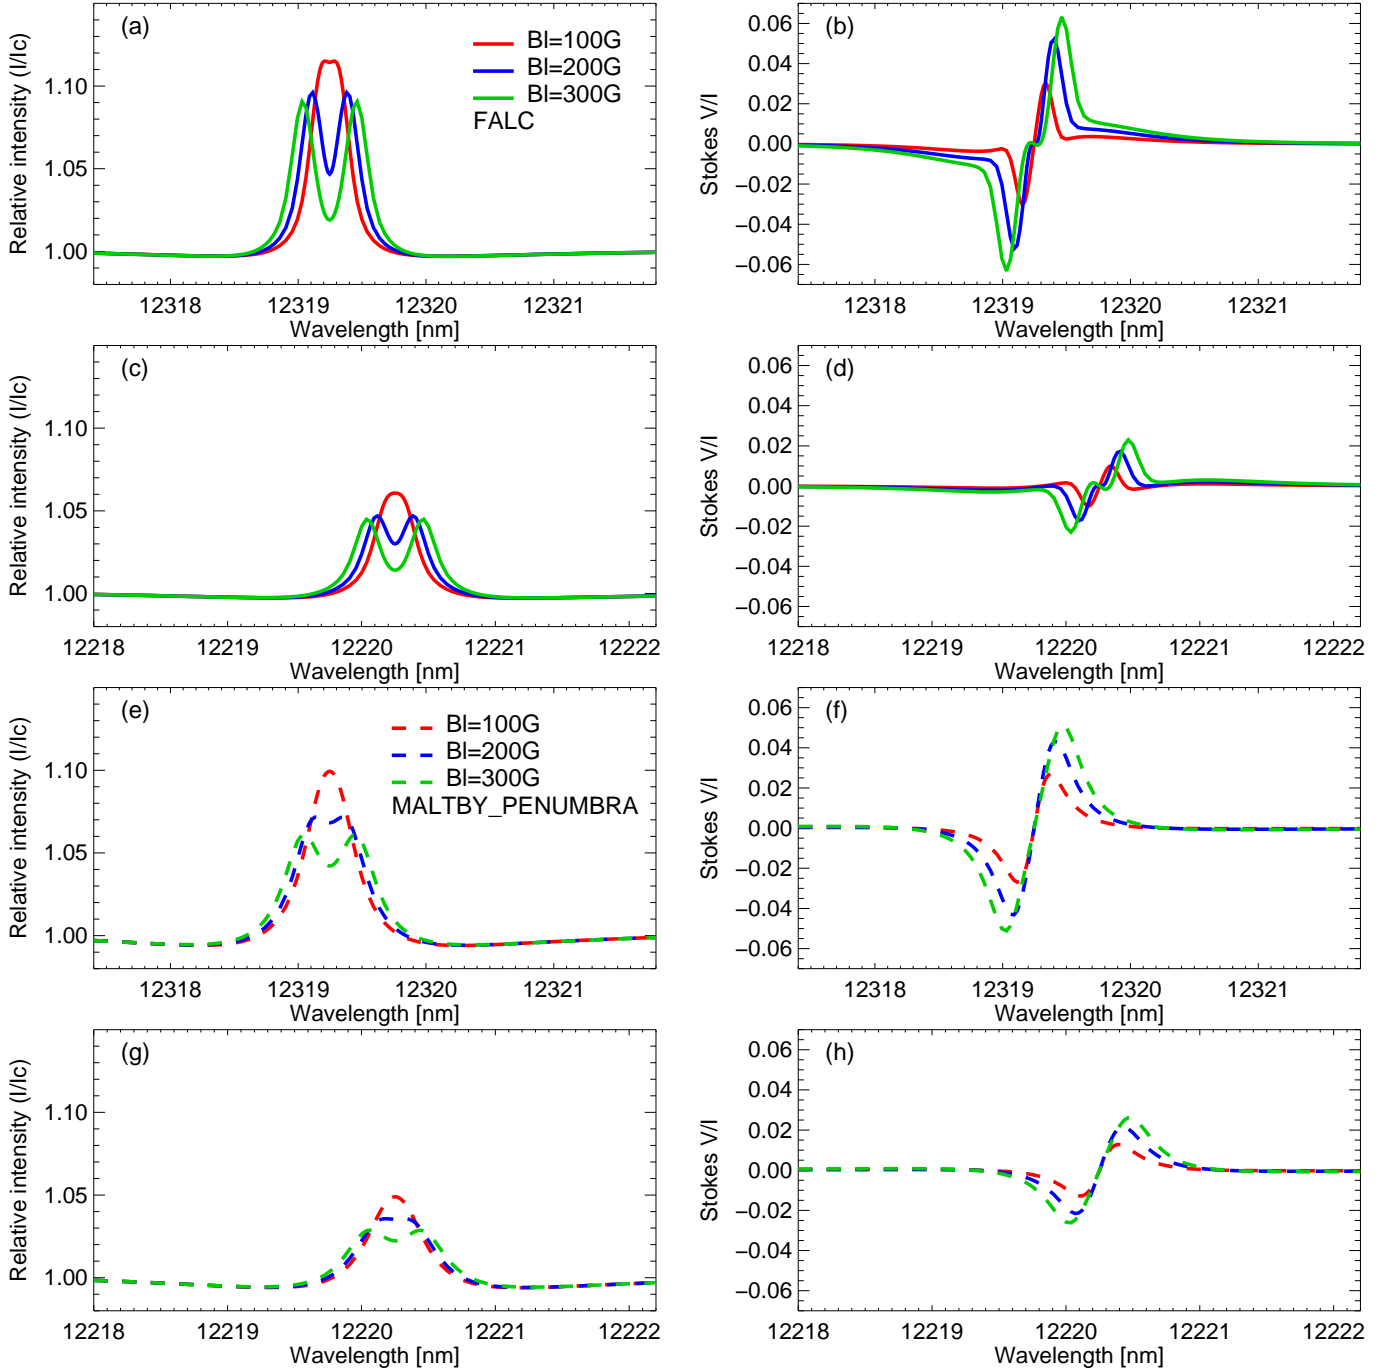 (a)
Bl=100G
Bl=200G
Bl=300G
FALC
Relative intensity (I/Ic)
1.10
1.05
1.00
12318 12319 12320 12321
Wavelength [nm]
(b)
Stokes V/I
0.06
0.04
0.02
0.00
−0.02
−0.04
−0.06
12318 12319 12320 12321
Wavelength [nm]
(c)
Relative intensity (I/Ic)
1.10
1.05
1.00
12218 12219 12220 12221 12222
Wavelength [nm]
(d)
Stokes V/I
0.06
0.04
0.02
0.00
−0.02
−0.04
−0.06
12218 12219 12220 12221 12222
Wavelength [nm]
(e)
Bl=100G
Bl=200G
Bl=300G
MALTBY_PENUMBRA
Relative intensity (I/Ic)
1.10
1.05
1.00
12318 12319 12320 12321
Wavelength [nm]
(f)
Stokes V/I
0.06
0.04
0.02
0.00
−0.02
−0.04
−0.06
12318 12319 12320 12321
Wavelength [nm]
(g)
Relative intensity (I/Ic)
1.10
1.05
1.00
12218 12219 12220 12221 12222
Wavelength [nm]
(h)
Stokes V/I
0.06
0.04
0.02
0.00
−0.02
−0.04
−0.06
12218 12219 12220 12221 12222
Wavelength [nm]